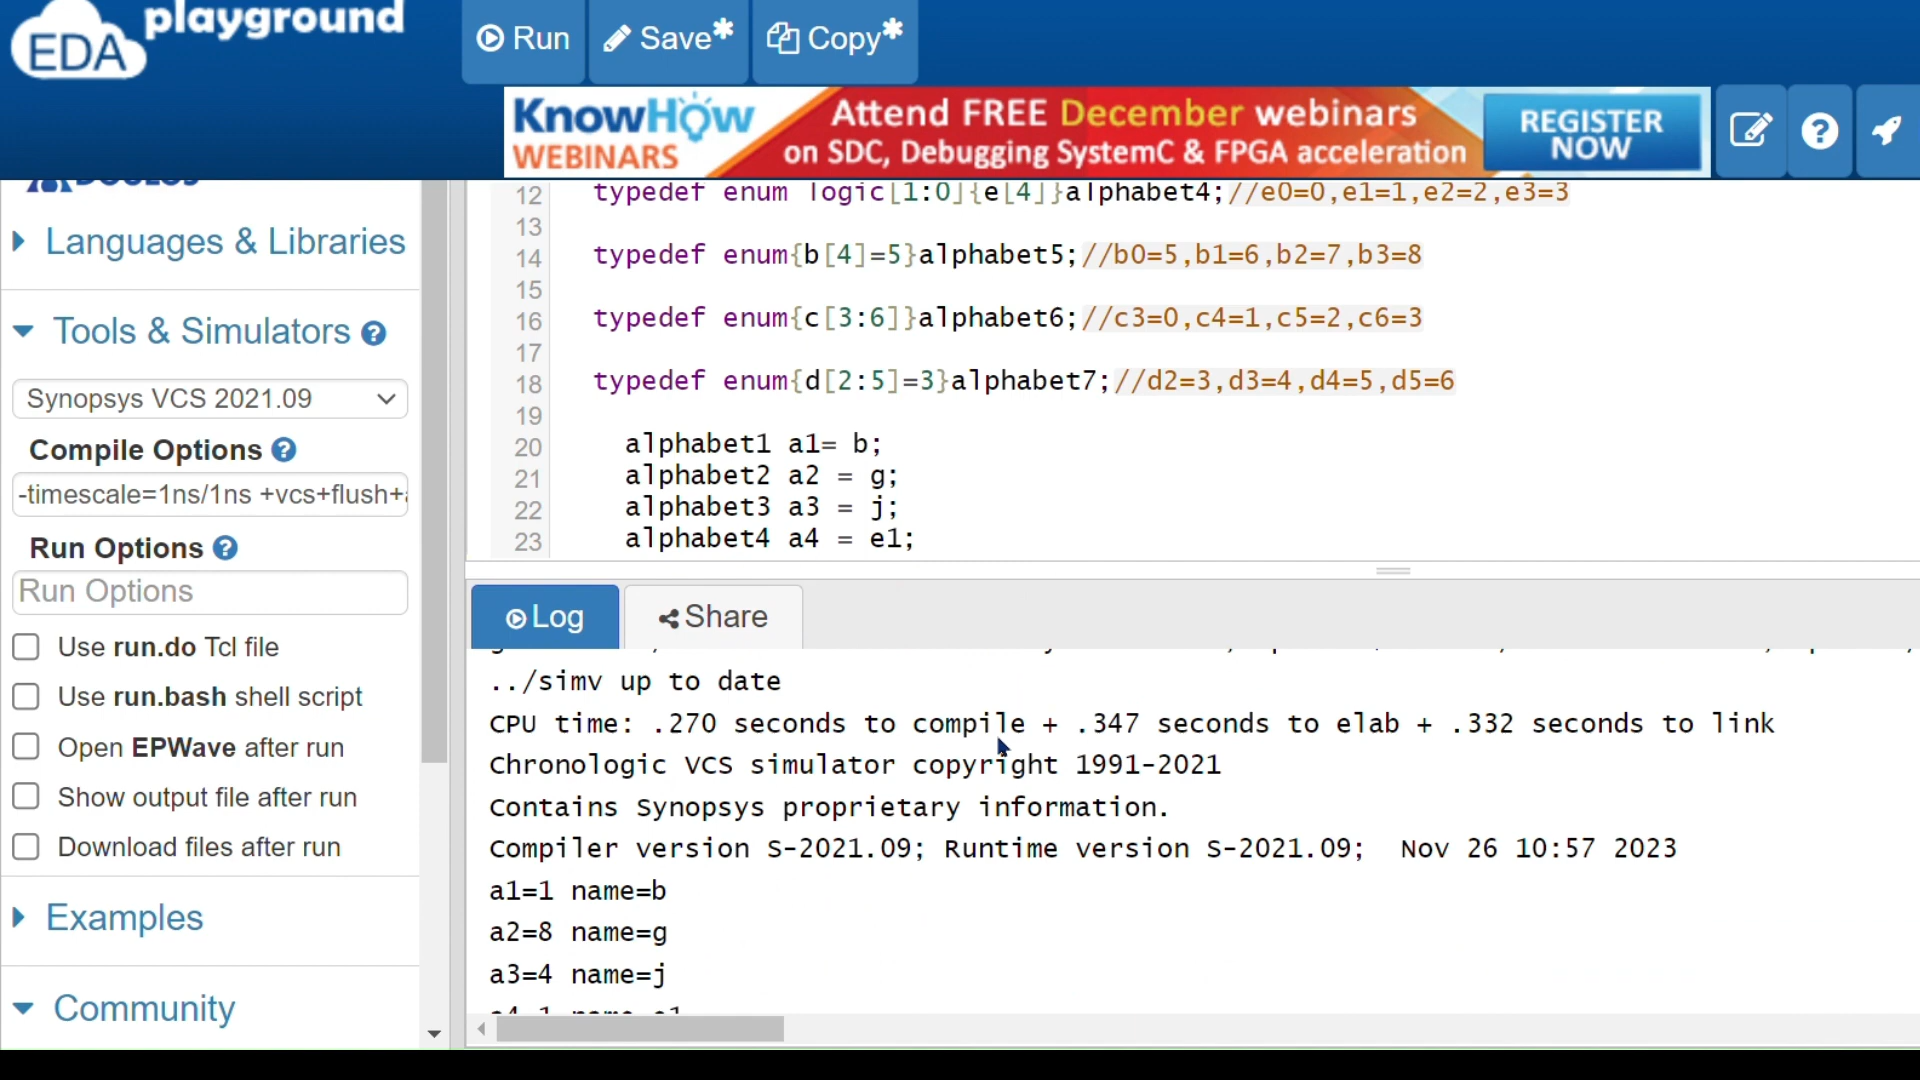 EDA playground
Run
Save*
Copy*
KnowHow
WEBINARS
Attend FREE December webinars
on SDC, Debugging SystemC & FPGA acceleration
REGISTER
NOW
DOULOS
Languages & Libraries
Tools & Simulators
Synopsys VCS 2021.09
Compile Options
-timescale=1ns/1ns +vcs+flush+
Run Options
Run Options
Use run.do Tcl file
Use run.bash shell script
Open EPWave after run
Show output file after run
Download files after run
Examples
Community
12 typedef enum logic[1:0]{e[4]}alphabet4;//e0=0,e1=1,e2=2,e3=3
13
14 typedef enum{b[4]=5}alphabet5;//b0=5,b1=6,b2=7,b3=8
15
16 typedef enum{c[3:6]}alphabet6;//c3=0,c4=1,c5=2,c6=3
17
18 typedef enum{d[2:5]=3}alphabet7;//d2=3,d3=4,d4=5,d5=6
19
20 alphabet1 a1= b;
21 alphabet2 a2 = g;
22 alphabet3 a3 = j;
23 alphabet4 a4 = e1;
Log
Share
../simv up to date
CPU time: .270 seconds to compile + .347 seconds to elab + .332 seconds to link
Chronologic VCS simulator copyright 1991-2021
Contains Synopsys proprietary information.
Compiler version S-2021.09; Runtime version S-2021.09; Nov 26 10:57 2023
a1=1 name=b
a2=8 name=g
a3=4 name=j
a4=1 name=e1